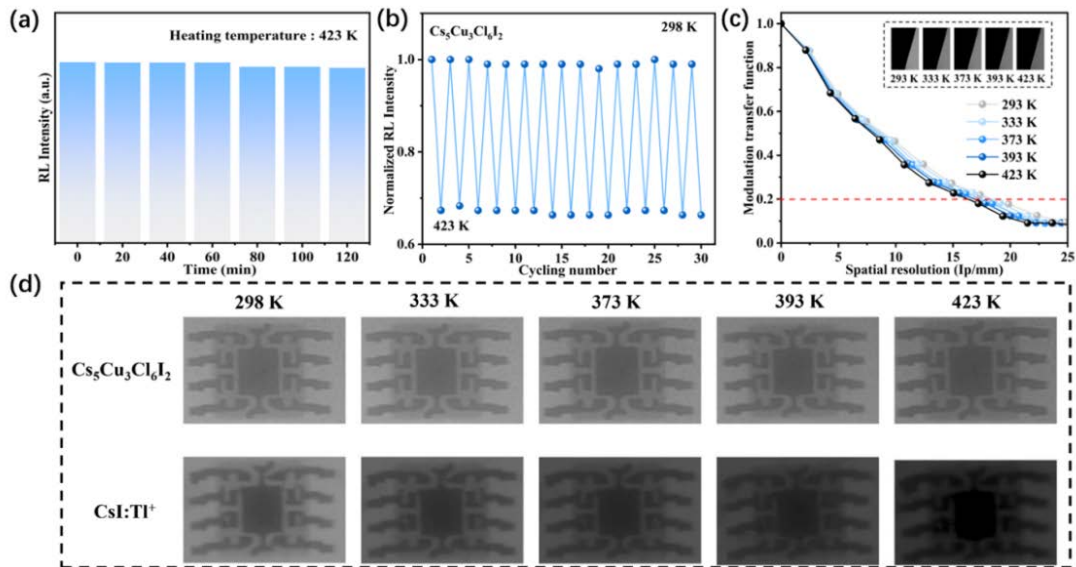 (a)
Heating temperature : 423 K
RL Intensity (a.u.)
0 20 40 60 80 100 120
Time (min)
(b)
Cs₅Cu₃Cl₆I₂
298 K
Normalized RL Intensity
1.0
0.8
0.6
423 K
0 5 10 15 20 25 30
Cycling number
(c)
Modulation transfer function
1.0
0.8
0.6
0.4
0.2
0.0
293 K 333 K 373 K 393 K 423 K
293 K
333 K
373 K
393 K
423 K
0.2
0 5 10 15 20 25
Spatial resolution (Ip/mm)
(d)
298 K 333 K 373 K 393 K 423 K
Cs₅Cu₃Cl₆I₂
CsI:Tl⁺